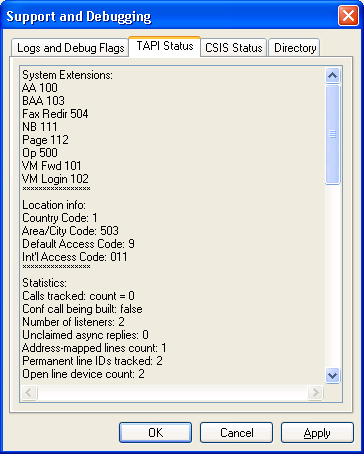 Support and Debugging
Logs and Debug Flags TAPI Status CSIS Status Directory
System Extensions:
AA 100
BAA 103
Fax Redir 504
NB 111
Page 112
Op 500
VM Fwd 101
VM Login 102
*****************
Location info:
Country Code: 1
Area/City Code: 503
Default Access Code: 9
Int'l Access Code: 011
*****************
Statistics:
Calls tracked: count = 0
Conf call being built: false
Number of listeners: 2
Unclaimed async replies: 0
Address-mapped lines count: 1
Permanent line IDs tracked: 2
Open line device count: 2
OK Cancel Apply